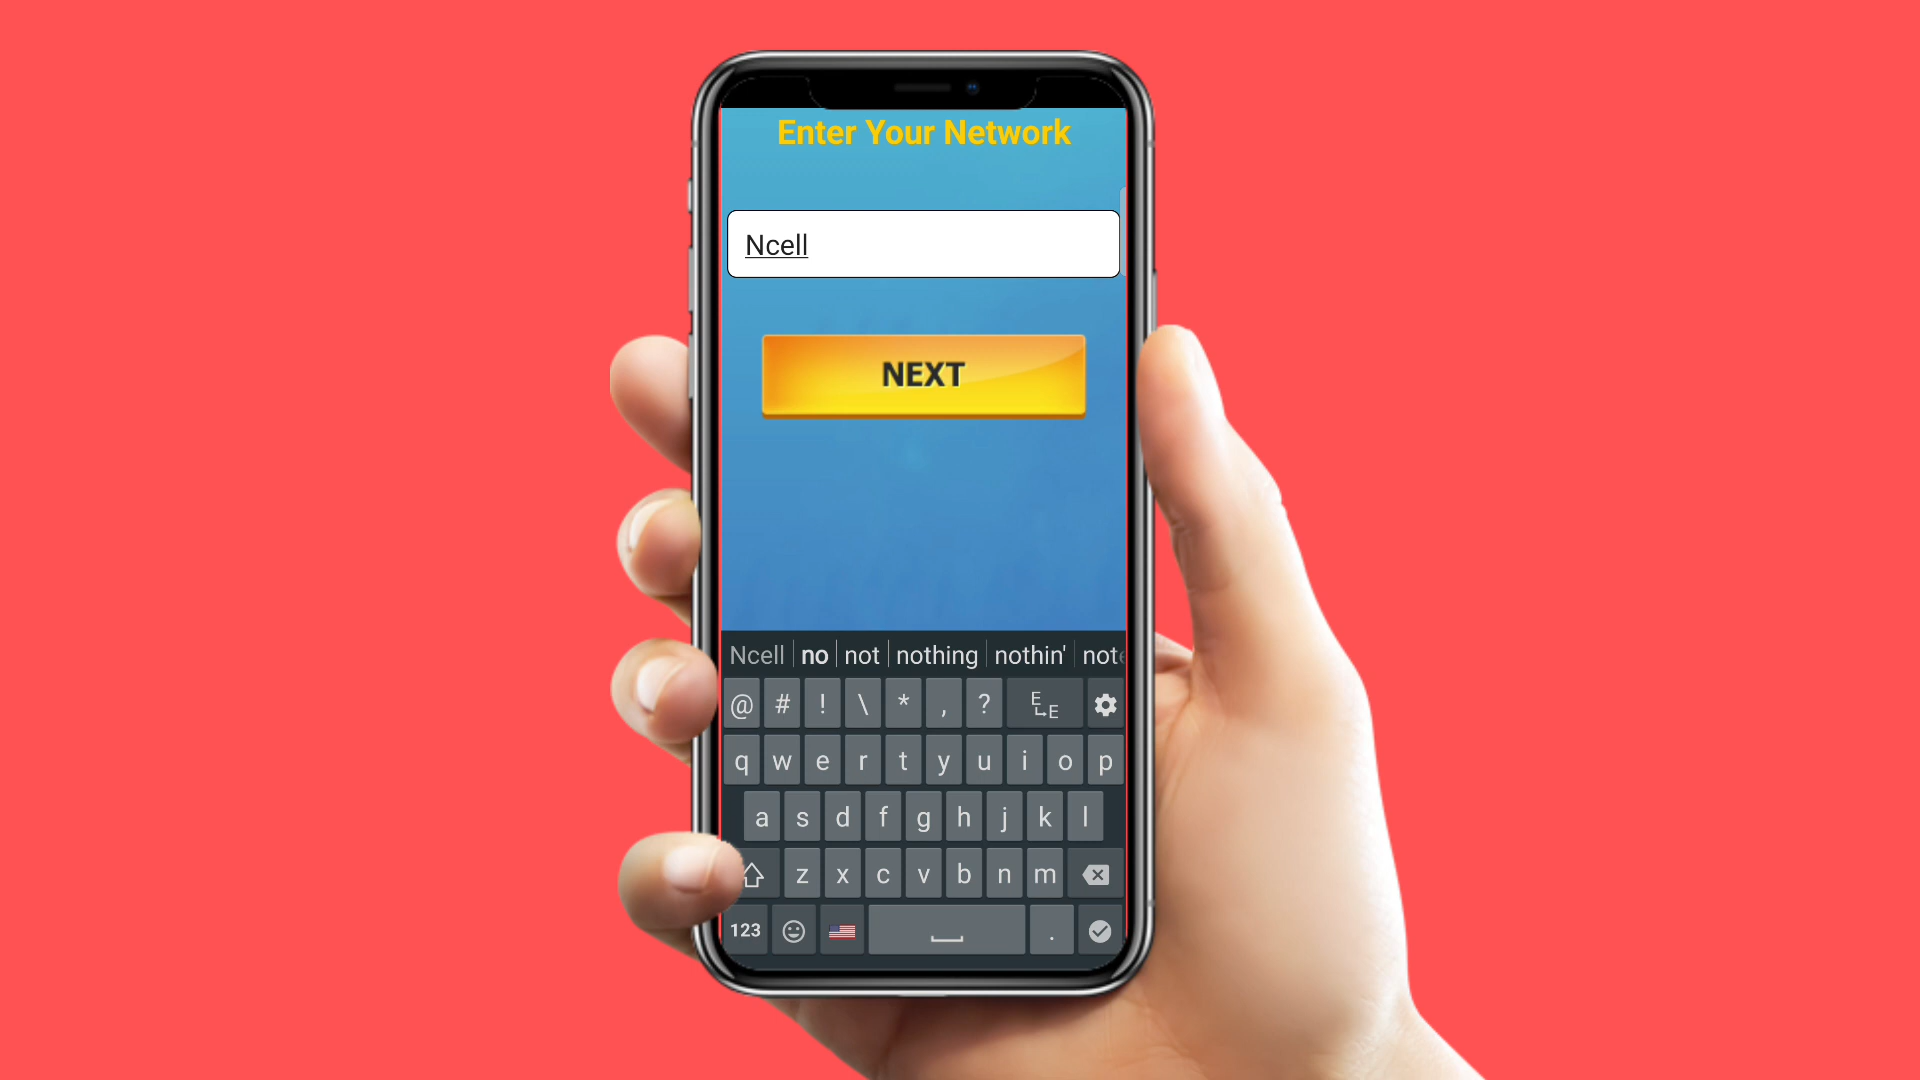 Enter Your Network
Ncell
NEXT
Ncell no not nothing nothin' note
@ # ! \ * , ? E E
q w e r t y u i o p
a s d f g h j k l
z x c v b n m
123 .